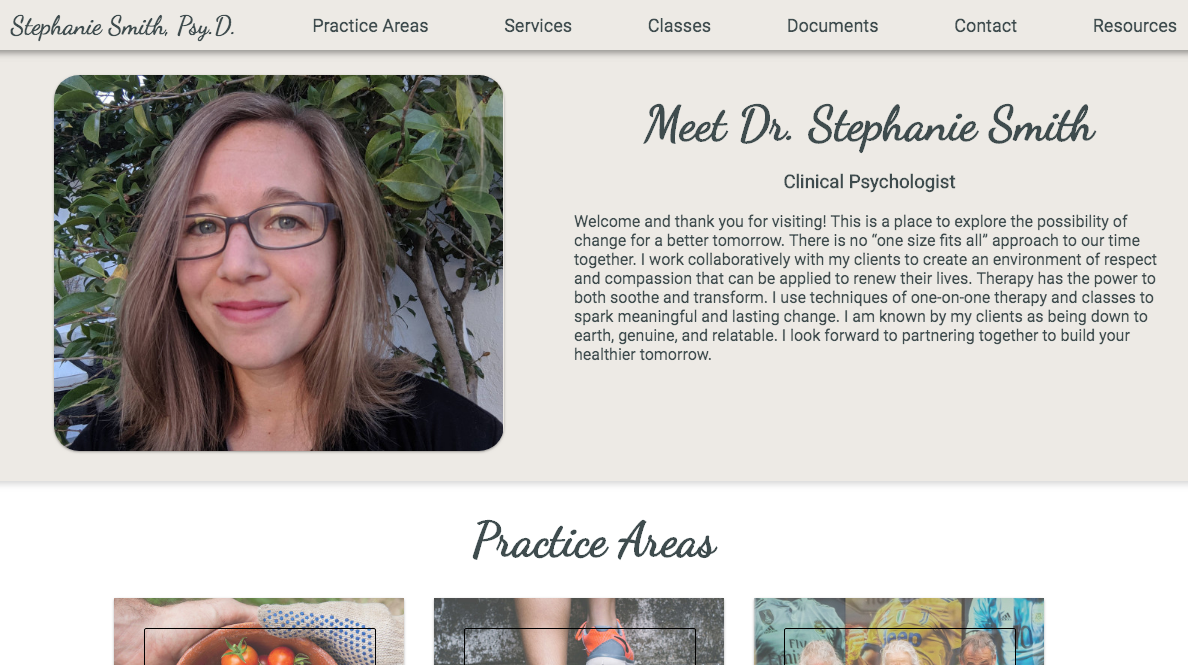 Stephanie Smith, Psy.D. Practice Areas Services Classes Documents Contact Resources
Meet Dr. Stephanie Smith
Clinical Psychologist
Welcome and thank you for visiting! This is a place to explore the possibility of
change for a better tomorrow. There is no “one size fits all” approach to our time
together. I work collaboratively with my clients to create an environment of respect
and compassion that can be applied to renew their lives. Therapy has the power to
both soothe and transform. I use techniques of one-on-one therapy and classes to
spark meaningful and lasting change. I am known by my clients as being down to
earth, genuine, and relatable. I look forward to partnering together to build your
healthier tomorrow.
Practice Areas